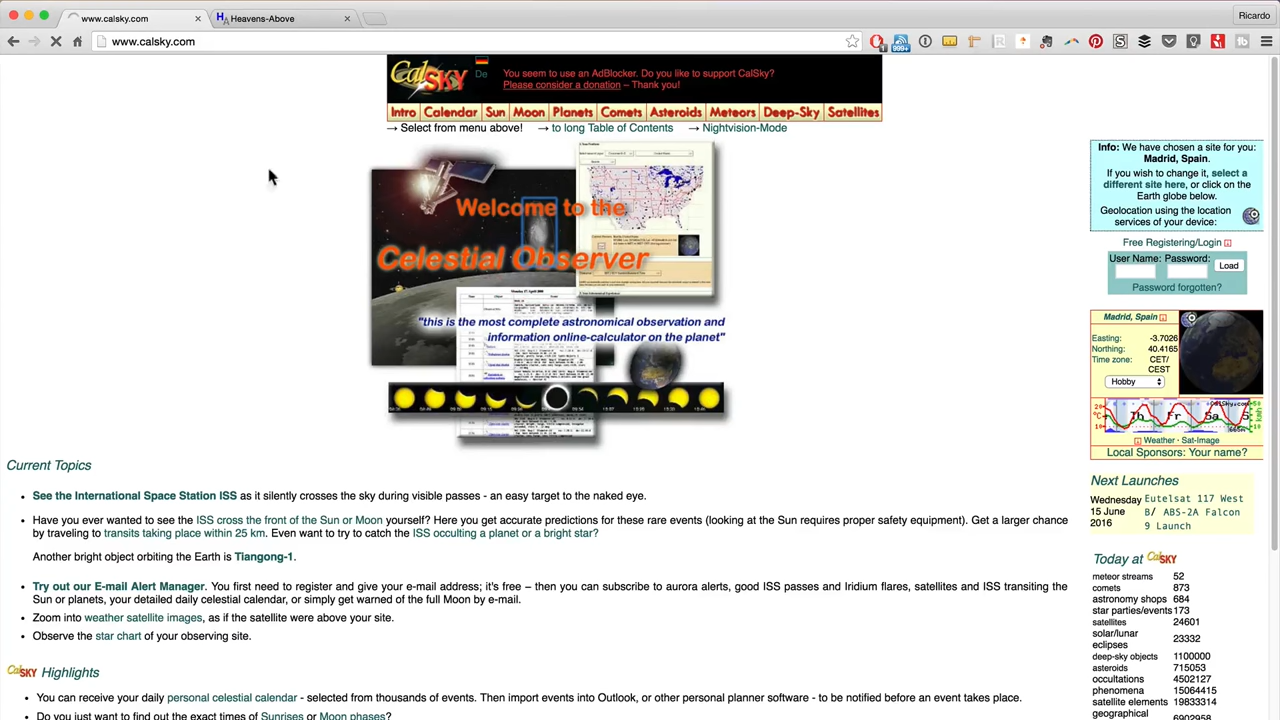 www.calsky.com
Heavens-Above
Ricardo
www.calsky.com
999+
CalSKY
De
You seem to use an AdBlocker. Do you like to support CalSky?
Please consider a donation – Thank you!
Intro Calendar Sun Moon Planets Comets Asteroids Meteors Deep-Sky Satellites
→ Select from menu above! → to long Table of Contents → Nightvision-Mode
Welcome to the
Celestial Observer
"this is the most complete astronomical observation and
information online-calculator on the planet"
Info: We have chosen a site for you:
Madrid, Spain.
If you wish to change it, select a
different site here, or click on the
Earth globe below.
Geolocation using the location
services of your device:
Free Registering/Login
User Name: Password:
Load
Password forgotten?
Madrid, Spain
Easting: -3.7026
Northing: 40.4165
Time zone: CET/
CEST
Hobby
Th Fr Sa S
Weather · Sat-Image
Local Sponsors: Your name?
Next Launches
Wednesday
15 June
2016
Eutelsat 117 West
B/ ABS-2A Falcon
9 Launch
Today at CalSKY
meteor streams 52
comets 873
astronomy shops 684
star parties/events 173
satellites 24601
solar/lunar
eclipses 23332
deep-sky objects 1100000
asteroids 715053
occultations 4502127
phenomena 15064415
satellite elements 19833314
geographical 6902958
Current Topics
• See the International Space Station ISS as it silently crosses the sky during visible passes - an easy target to the naked eye.
• Have you ever wanted to see the ISS cross the front of the Sun or Moon yourself? Here you get accurate predictions for these rare events (looking at the Sun requires proper safety equipment). Get a larger chance
by traveling to transits taking place within 25 km. Even want to try to catch the ISS occulting a planet or a bright star?
Another bright object orbiting the Earth is Tiangong-1.
• Try out our E-mail Alert Manager. You first need to register and give your e-mail address; it's free – then you can subscribe to aurora alerts, good ISS passes and Iridium flares, satellites and ISS transiting the
Sun or planets, your detailed daily celestial calendar, or simply get warned of the full Moon by e-mail.
• Zoom into weather satellite images, as if the satellite were above your site.
• Observe the star chart of your observing site.
CalSKY Highlights
• You can receive your daily personal celestial calendar - selected from thousands of events. Then import events into Outlook, or other personal planner software - to be notified before an event takes place.
• Do you just want to find out the exact times of Sunrises or Moon phases?